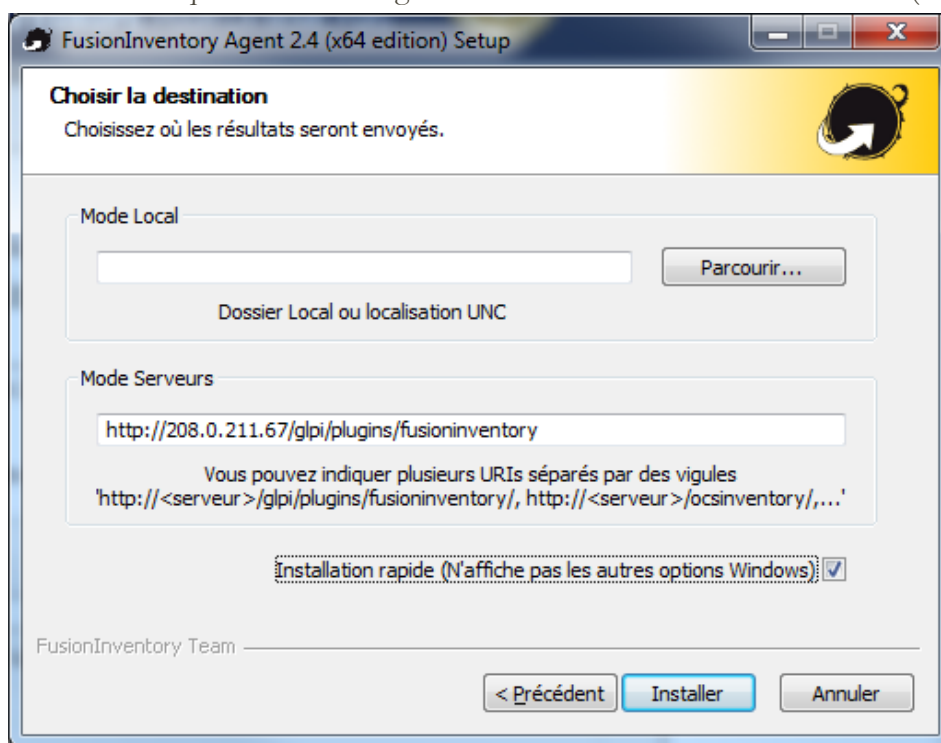 FusionInventory Agent 2.4 (x64 edition) Setup
Choisir la destination
Choisissez où les résultats seront envoyés.
Mode Local
Parcourir...
Dossier Local ou localisation UNC
Mode Serveurs
http://208.0.211.67/glpi/plugins/fusioninventory
Vous pouvez indiquer plusieurs URIs séparés par des vigules
'http://<serveur>/glpi/plugins/fusioninventory/, http://<serveur>/ocsinventory/,...'
Installation rapide (N'affiche pas les autres options Windows)
FusionInventory Team
< Précédent
Installer
Annuler